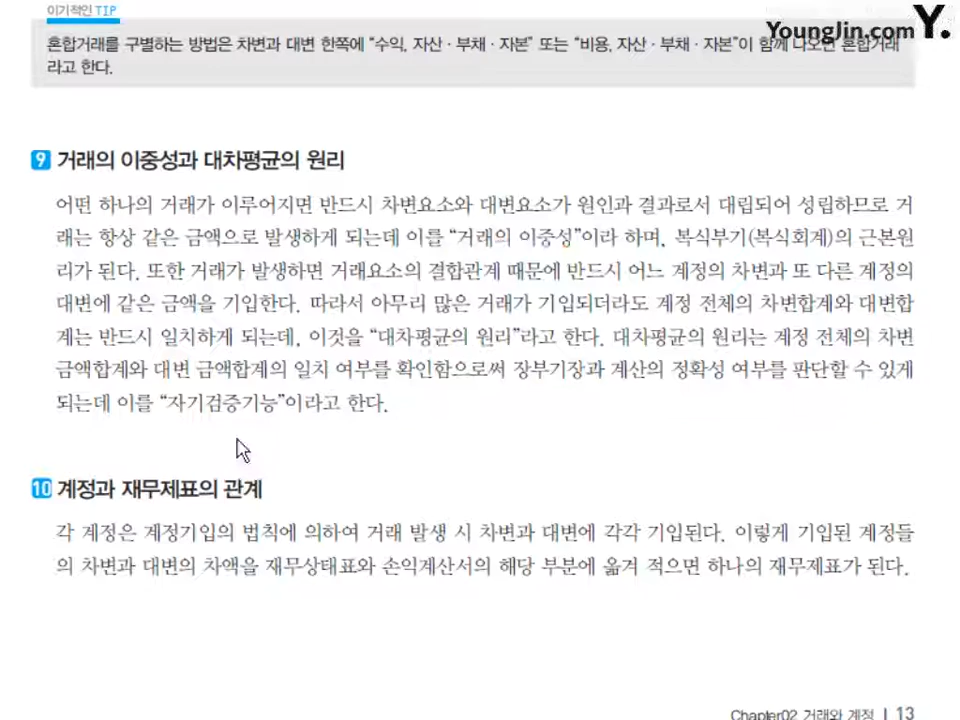 이기적인 TIP
YoungJin.com Y.
혼합거래를 구별하는 방법은 차변과 대변 한쪽에 “수익, 자산 · 부채 · 자본” 또는 “비용, 자산 · 부채 · 자본”이 함께 나오면 혼합거래
라고 한다.
9 거래의 이중성과 대차평균의 원리
어떤 하나의 거래가 이루어지면 반드시 차변요소와 대변요소가 원인과 결과로서 대립되어 성립하므로 거
래는 항상 같은 금액으로 발생하게 되는데 이를 “거래의 이중성”이라 하며, 복식부기(복식회계)의 근본원
리가 된다. 또한 거래가 발생하면 거래요소의 결합관계 때문에 반드시 어느 계정의 차변과 또 다른 계정의
대변에 같은 금액을 기입한다. 따라서 아무리 많은 거래가 기입되더라도 계정 전체의 차변합계와 대변합
계는 반드시 일치하게 되는데, 이것을 “대차평균의 원리”라고 한다. 대차평균의 원리는 계정 전체의 차변
금액합계와 대변 금액합계의 일치 여부를 확인함으로써 장부기장과 계산의 정확성 여부를 판단할 수 있게
되는데 이를 “자기검증기능”이라고 한다.
10 계정과 재무제표의 관계
각 계정은 계정기입의 법칙에 의하여 거래 발생 시 차변과 대변에 각각 기입된다. 이렇게 기입된 계정들
의 차변과 대변의 차액을 재무상태표와 손익계산서의 해당 부분에 옮겨 적으면 하나의 재무제표가 된다.
Chapter02 거래와 계정 | 13